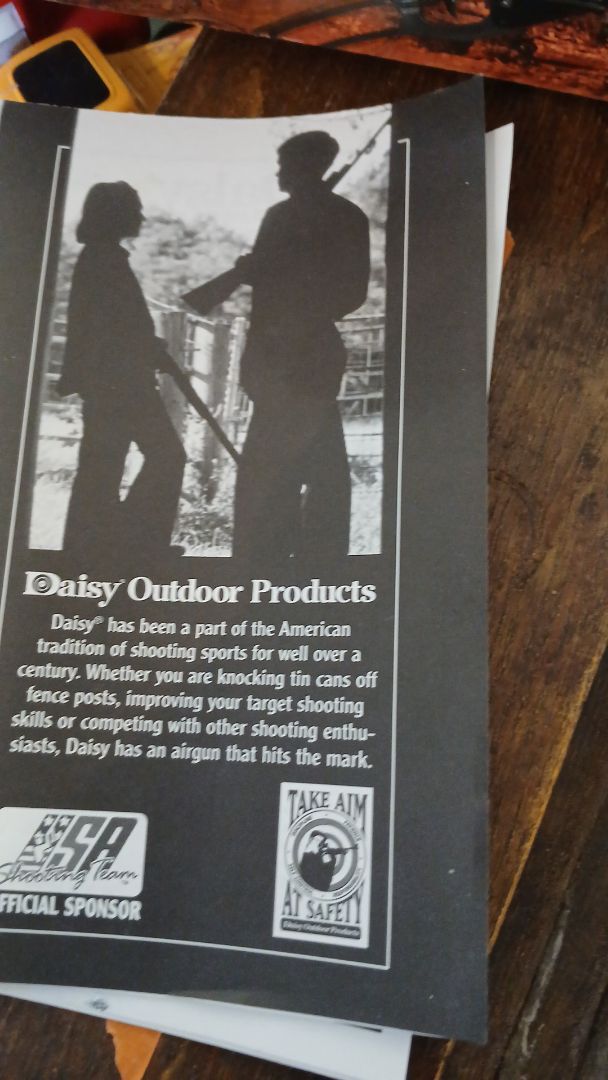 Daisy® Outdoor Products
Daisy® has been a part of the American
tradition of shooting sports for well over a
century. Whether you are knocking tin cans off
fence posts, improving your target shooting
skills or competing with other shooting enthu-
siasts, Daisy has an airgun that hits the mark.
USA
Shooting Team™
OFFICIAL SPONSOR
TAKE AIM
AT SAFETY
Daisy Outdoor Products